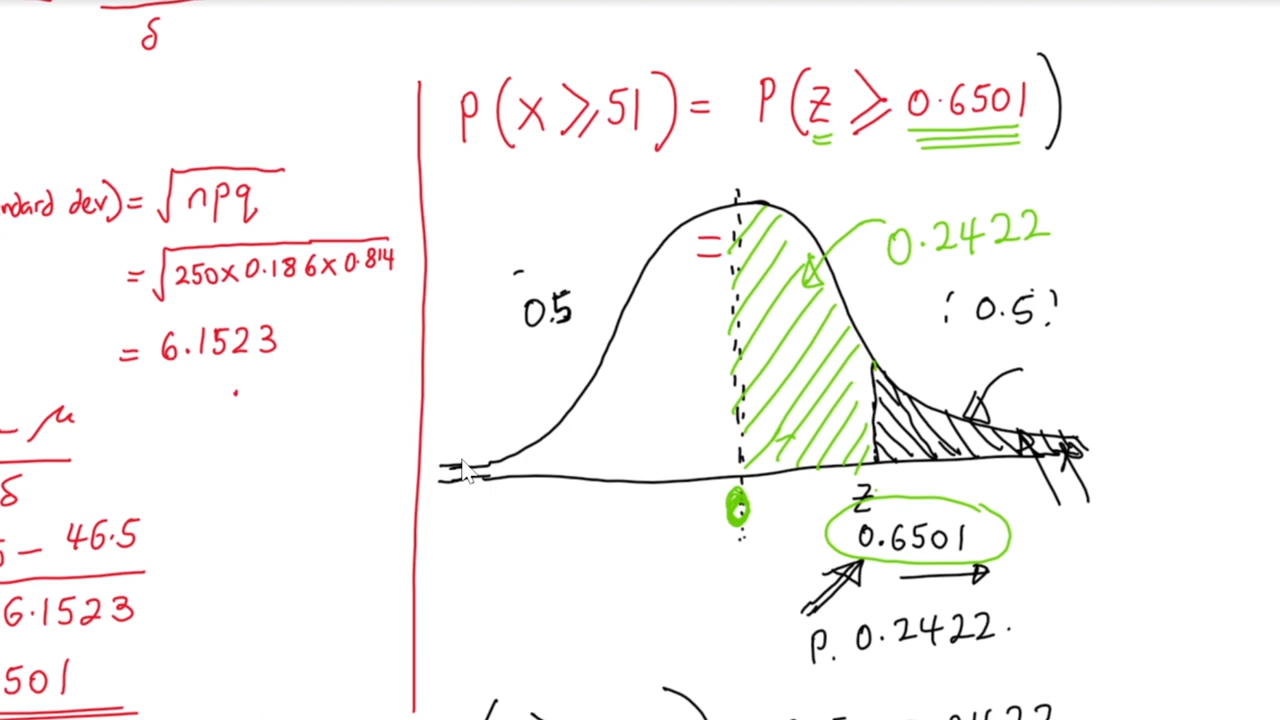 δ
P(x ⩾ 51) = P(z ⩾ 0.6501)
ndard dev) = √npq
= √250 x 0.186 x 0.814
= 6.1523
- μ
δ
- 46.5
6.1523
501
=
0.2422
0.5
0.5
0
z
0.6501
P. 0.2422.